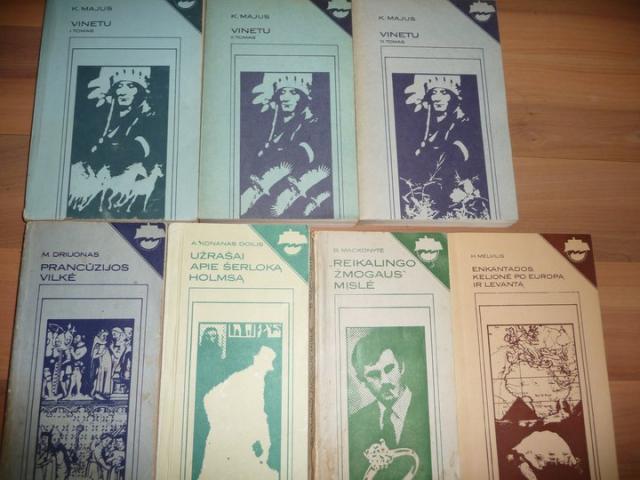 K. MAJUS
VINETU
I TOMAS
K. MAJUS
VINETU
II TOMAS
K. MAJUS
VINETU
III TOMAS
M. DRIUONAS
PRANCŪZIJOS
VILKĖ
A. KONANAS DOILIS
UŽRAŠAI
APIE ŠERLOKĄ
HOLMSĄ
B. MACKONYTĖ
„REIKALINGO
ŽMOGAUS“
MISLĖ
H. MELVILIS
ENKANTADOS.
KELIONĖ PO EUROPĄ
IR LEVANTĄ